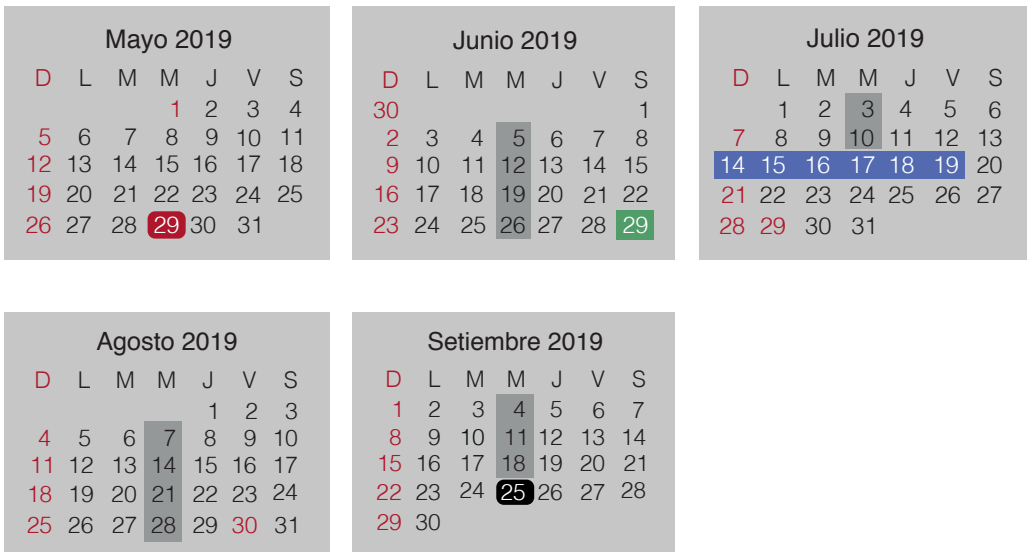 Mayo 2019
D L M M J V S
1 2 3 4
5 6 7 8 9 10 11
12 13 14 15 16 17 18
19 20 21 22 23 24 25
26 27 28 29 30 31
Junio 2019
D L M M J V S
30 1
2 3 4 5 6 7 8
9 10 11 12 13 14 15
16 17 18 19 20 21 22
23 24 25 26 27 28 29
Julio 2019
D L M M J V S
1 2 3 4 5 6
7 8 9 10 11 12 13
14 15 16 17 18 19 20
21 22 23 24 25 26 27
28 29 30 31
Agosto 2019
D L M M J V S
1 2 3
4 5 6 7 8 9 10
11 12 13 14 15 16 17
18 19 20 21 22 23 24
25 26 27 28 29 30 31
Setiembre 2019
D L M M J V S
1 2 3 4 5 6 7
8 9 10 11 12 13 14
15 16 17 18 19 20 21
22 23 24 25 26 27 28
29 30